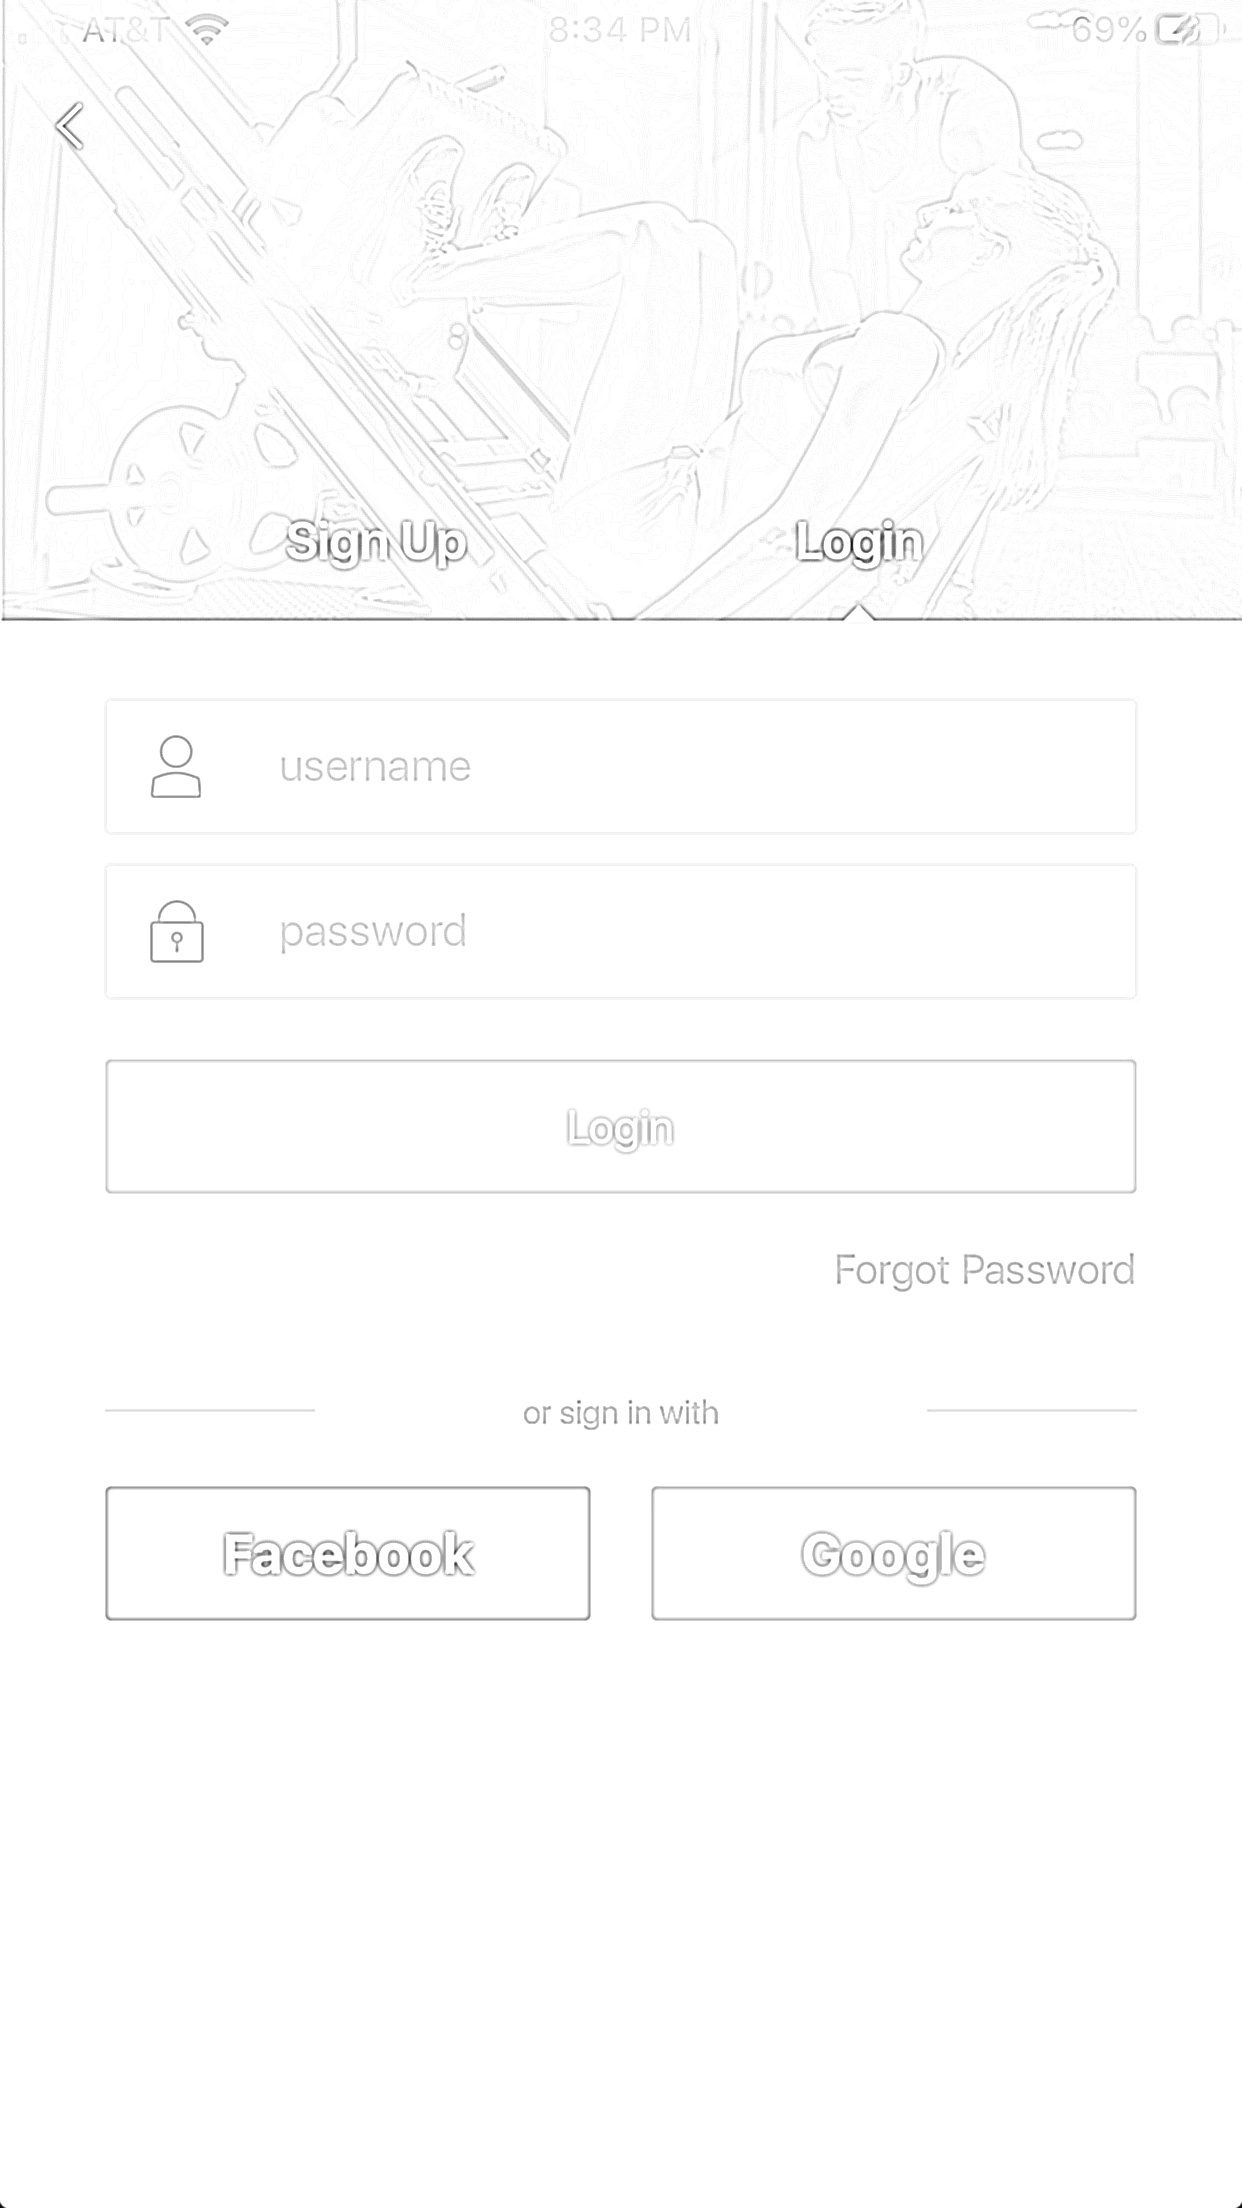 AT&T 8:34 PM 69%
Sign Up Login
username
password
Login
Forgot Password
or sign in with
Facebook Google